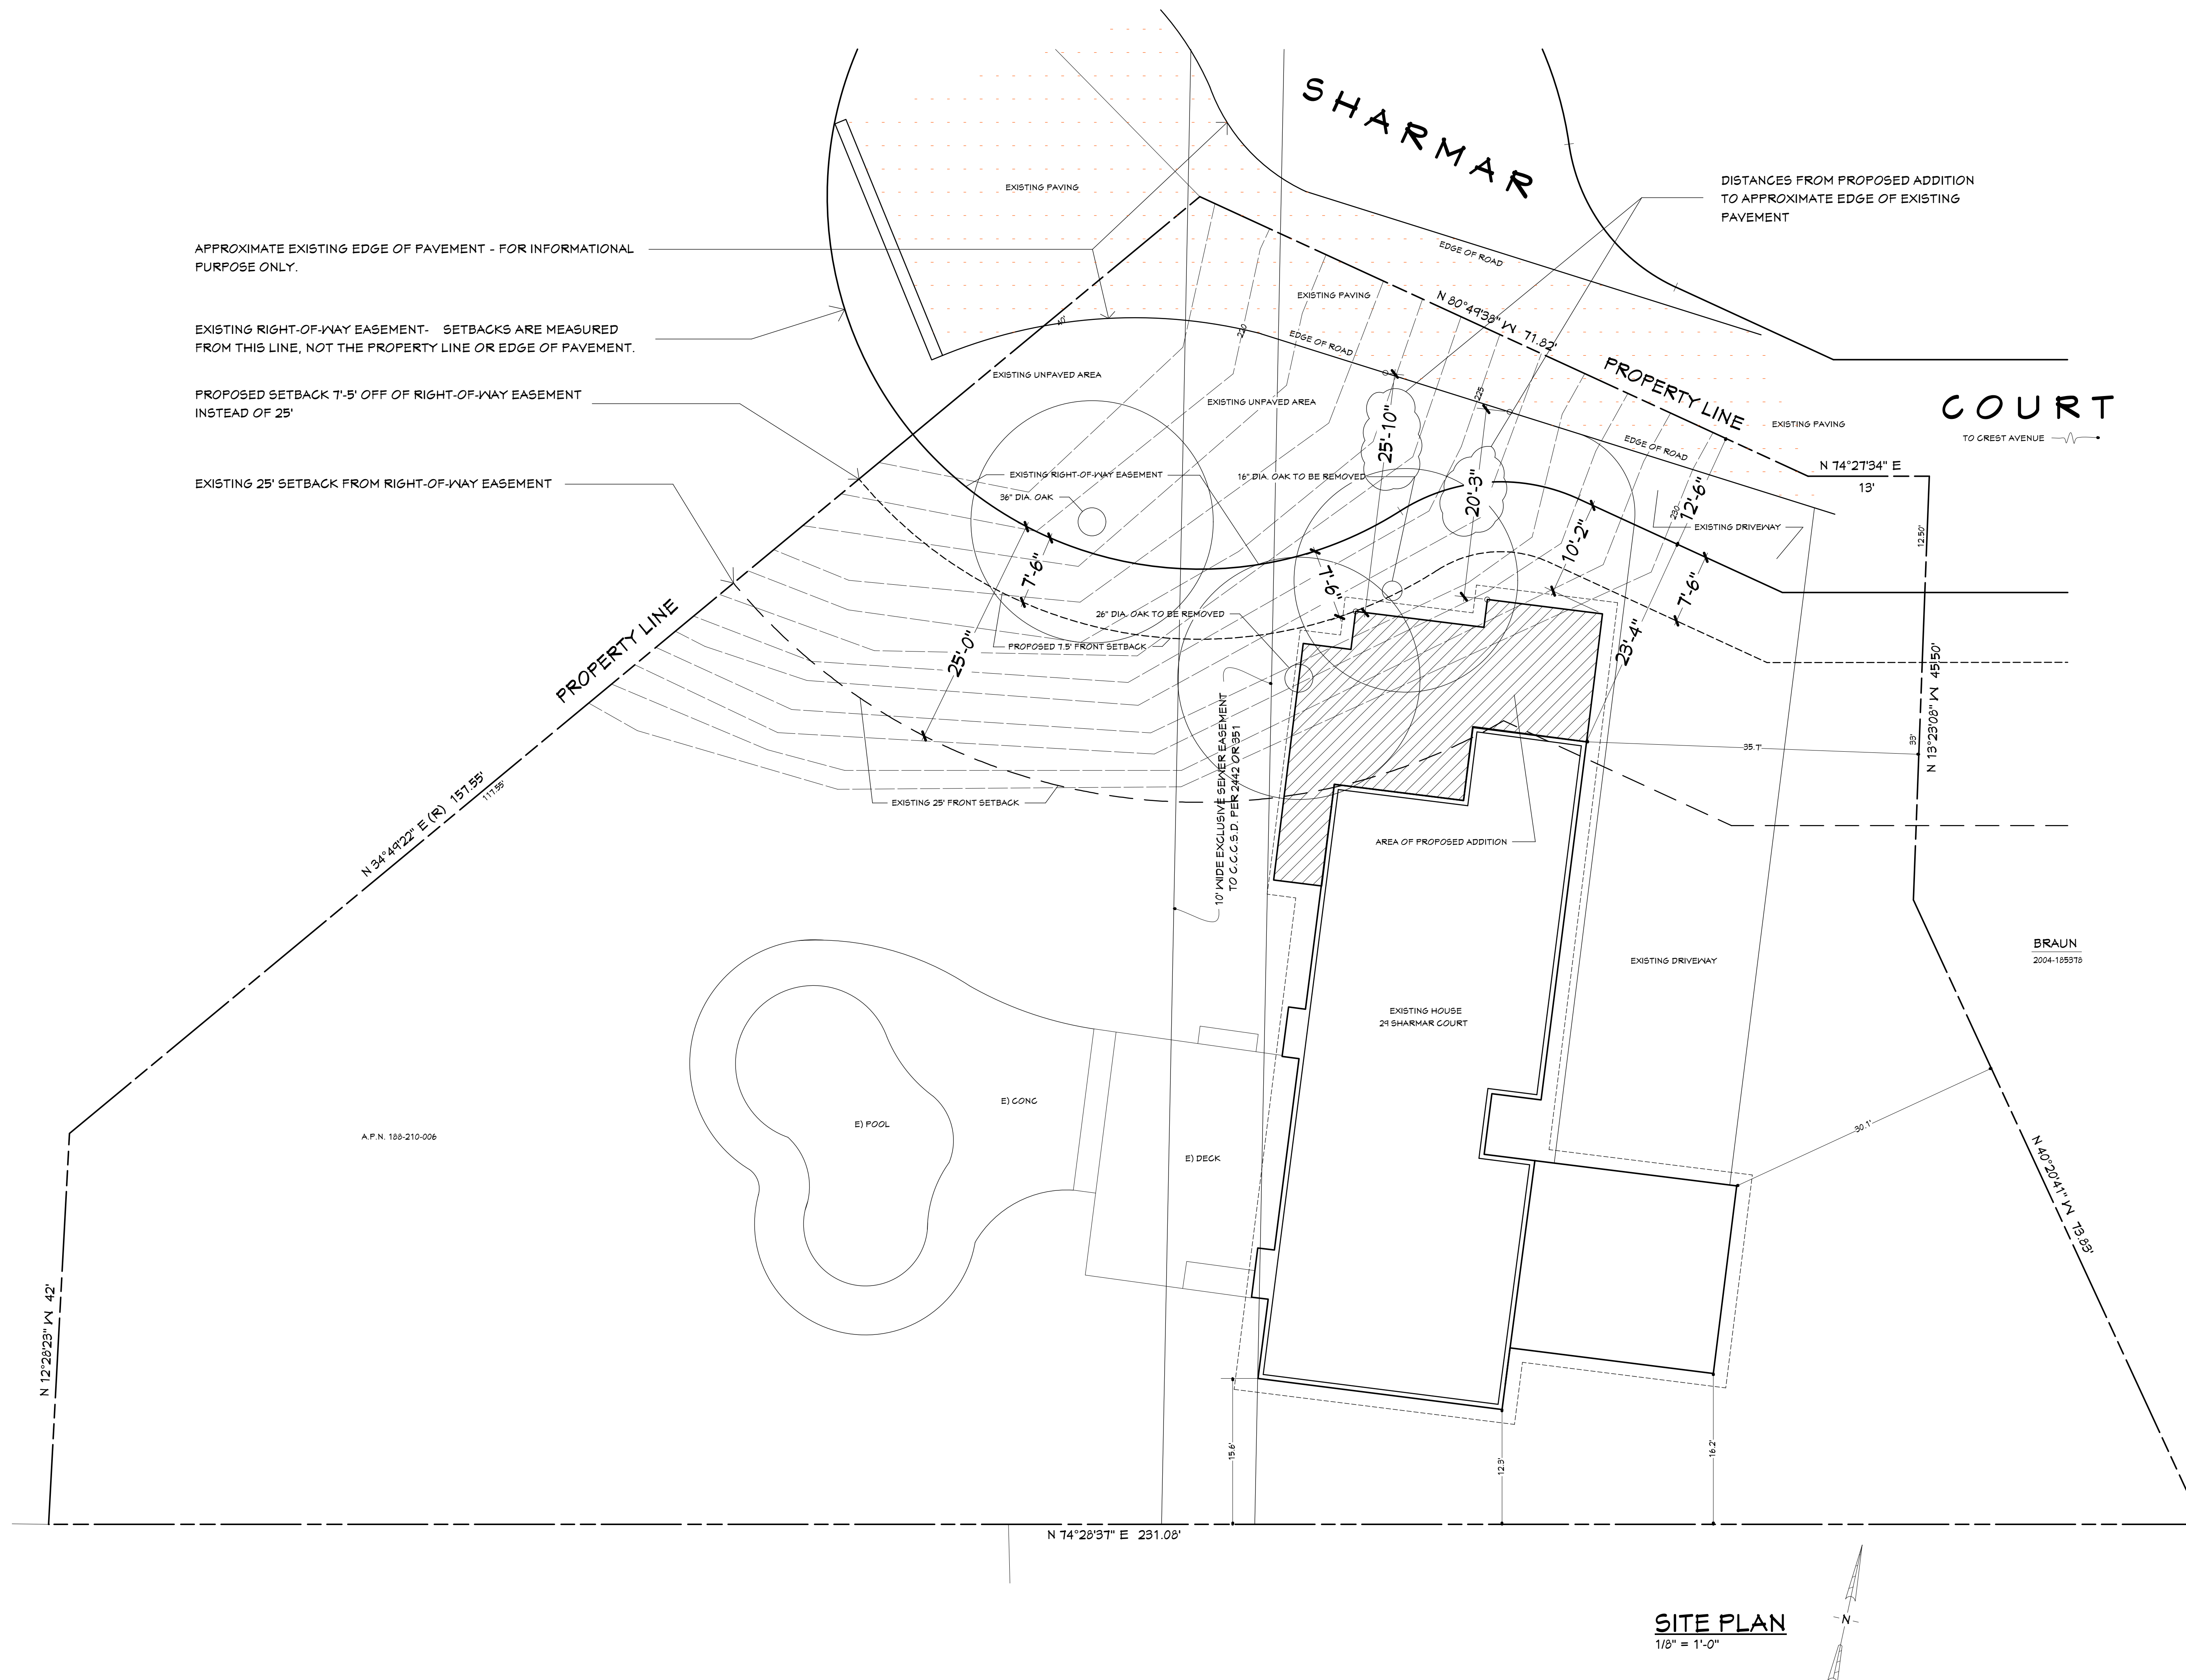 SHARMAR
COURT
TO CREST AVENUE
DISTANCES FROM PROPOSED ADDITION
TO APPROXIMATE EDGE OF EXISTING
PAVEMENT
APPROXIMATE EXISTING EDGE OF PAVEMENT - FOR INFORMATIONAL
PURPOSE ONLY.
EXISTING RIGHT-OF-WAY EASEMENT- SETBACKS ARE MEASURED
FROM THIS LINE, NOT THE PROPERTY LINE OR EDGE OF PAVEMENT.
PROPOSED SETBACK 7'-5' OFF OF RIGHT-OF-WAY EASEMENT
INSTEAD OF 25'
EXISTING 25' SETBACK FROM RIGHT-OF-WAY EASEMENT
EXISTING PAVING
EDGE OF ROAD
EXISTING PAVING
N 80°49'38" W 71.82'
40'
220
EDGE OF ROAD
EXISTING UNPAVED AREA
EXISTING UNPAVED AREA
PROPERTY LINE
225
25'-10"
EXISTING PAVING
EDGE OF ROAD
N 74°27'34" E
13'
EXISTING RIGHT-OF-WAY EASEMENT
16" DIA. OAK TO BE REMOVED
20'-3"
12'-6"
230
36" DIA. OAK
EXISTING DRIVEWAY
12.50'
10'-2"
7'-6"
7'-6"
7'-6"
26" DIA. OAK TO BE REMOVED
PROPOSED 7.5' FRONT SETBACK
25'-0"
23'-4"
PROPERTY LINE
N 13°23'08" W 45.50'
33'
35.1'
10' WIDE EXCLUSIVE SEWER EASEMENT
TO C.C.C.S.D. PER 2442 OR 351
N 34°49'22" E (R) 157.55'
117.55'
EXISTING 25' FRONT SETBACK
AREA OF PROPOSED ADDITION
BRAUN
2004-185378
EXISTING DRIVEWAY
EXISTING HOUSE
29 SHARMAR COURT
E) CONC
E) POOL
30.1'
A.P.N. 188-210-006
E) DECK
N 40°20'41" W 73.83'
N 12°28'23" W 42'
15.6'
12.3'
16.2'
N 74°28'37" E 231.08'
SITE PLAN
1/8" = 1'-0"
N